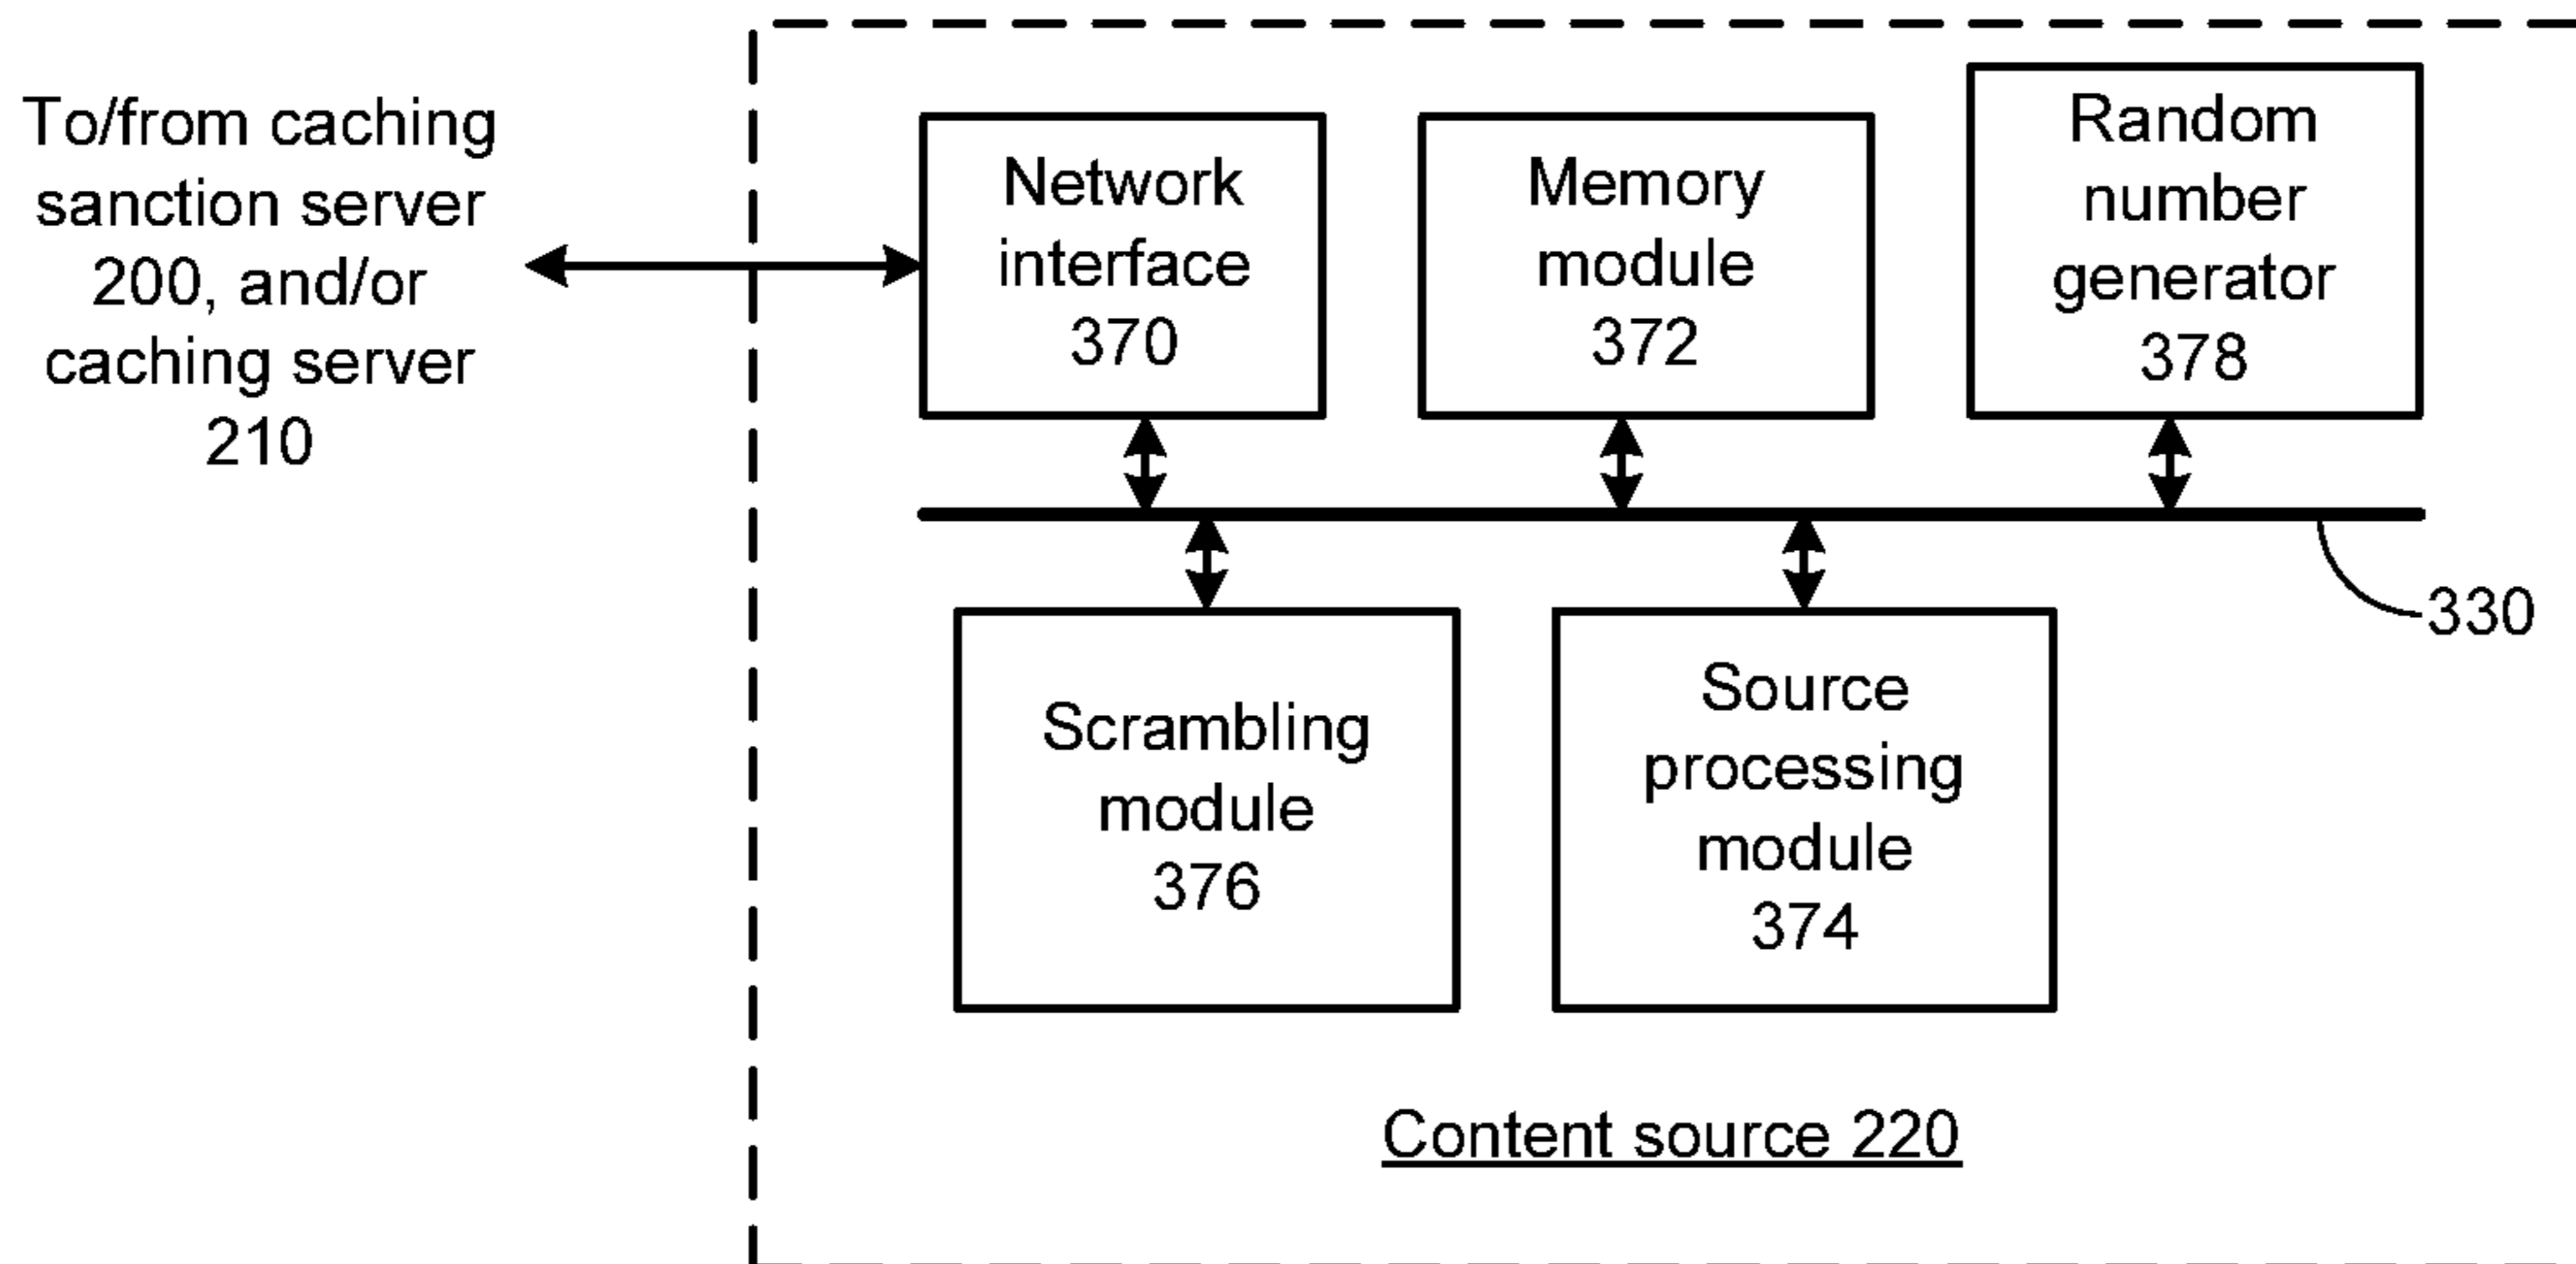 To/from caching
sanction server
200, and/or
caching server
210
Network
interface
370
Memory
module
372
Random
number
generator
378
330
Scrambling
module
376
Source
processing
module
374
Content source 220